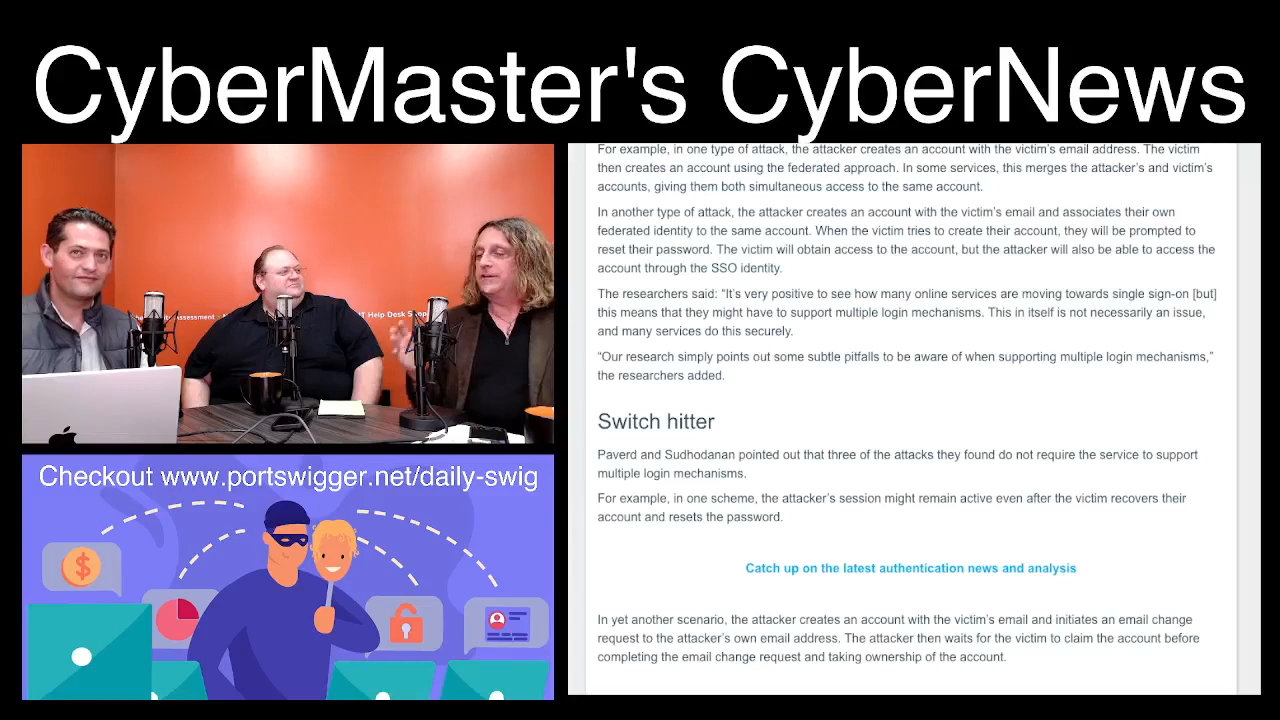 CyberMaster's CyberNews
Assessment -
IT Help Desk
Checkout www.portswigger.net/daily-swig
$
For example, in one type of attack, the attacker creates an account with the victim's email address. The victim
then creates an account using the federated approach. In some services, this merges the attacker's and victim's
accounts, giving them both simultaneous access to the same account.
In another type of attack, the attacker creates an account with the victim's email and associates their own
federated identity to the same account. When the victim tries to create their account, they will be prompted to
reset their password. The victim will obtain access to the account, but the attacker will also be able to access the
account through the SSO identity.
The researchers said: “It's very positive to see how many online services are moving towards single sign-on [but]
this means that they might have to support multiple login mechanisms. This in itself is not necessarily an issue,
and many services do this securely.
“Our research simply points out some subtle pitfalls to be aware of when supporting multiple login mechanisms,”
the researchers added.
Switch hitter
Paverd and Sudhodanan pointed out that three of the attacks they found do not require the service to support
multiple login mechanisms.
For example, in one scheme, the attacker's session might remain active even after the victim recovers their
account and resets the password.
Catch up on the latest authentication news and analysis
In yet another scenario, the attacker creates an account with the victim's email and initiates an email change
request to the attacker's own email address. The attacker then waits for the victim to claim the account before
completing the email change request and taking ownership of the account.